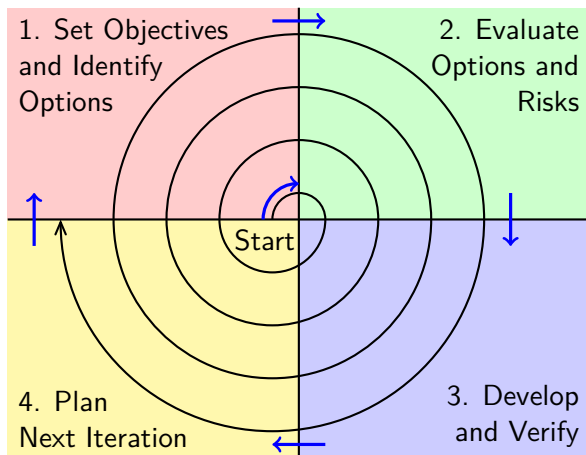 1. Set Objectives
and Identify
Options
2. Evaluate
Options and
Risks
Start
4. Plan
Next Iteration
3. Develop
and Verify